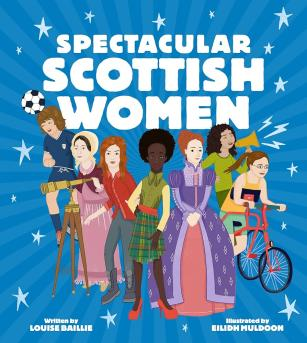 SPECTACULAR
SCOTTISH
WOMEN
Written by
LOUISE BAILLIE
Illustrated by
EILIDH MULDOON